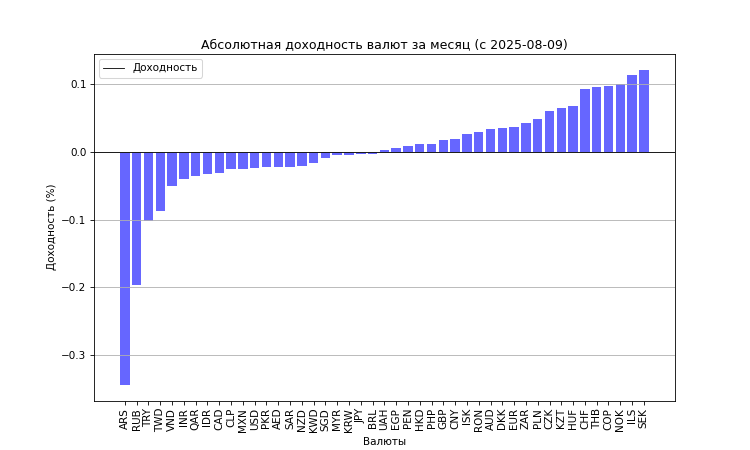 Абсолютная доходность валют за месяц (с 2025-08-09)
Доходность
0.1
0.0
−0.1
−0.2
−0.3
Доходность (%)
ARS
RUB
TRY
TWD
VND
INR
QAR
IDR
CAD
CLP
MXN
USD
PKR
AED
SAR
NZD
KWD
SGD
MYR
KRW
JPY
BRL
UAH
EGP
PEN
HKD
PHP
GBP
CNY
ISK
RON
AUD
DKK
EUR
ZAR
PLN
CZK
KZT
HUF
CHF
THB
COP
NOK
ILS
SEK
Валюты